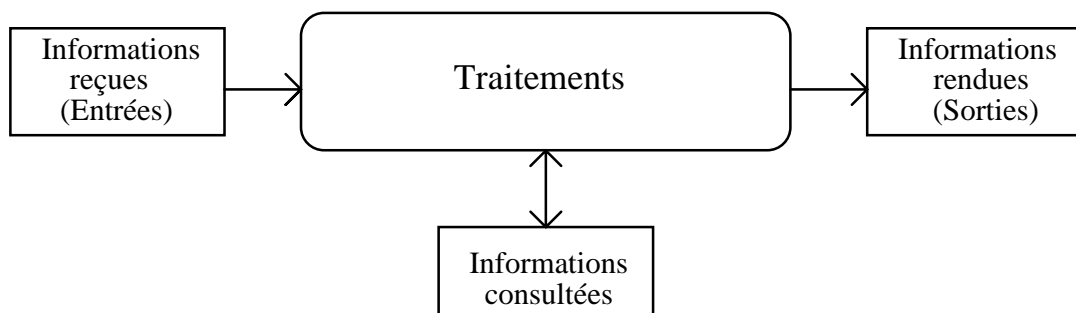 Informations
reçues
(Entrées)
Traitements
Informations
rendues
(Sorties)
Informations
consultées